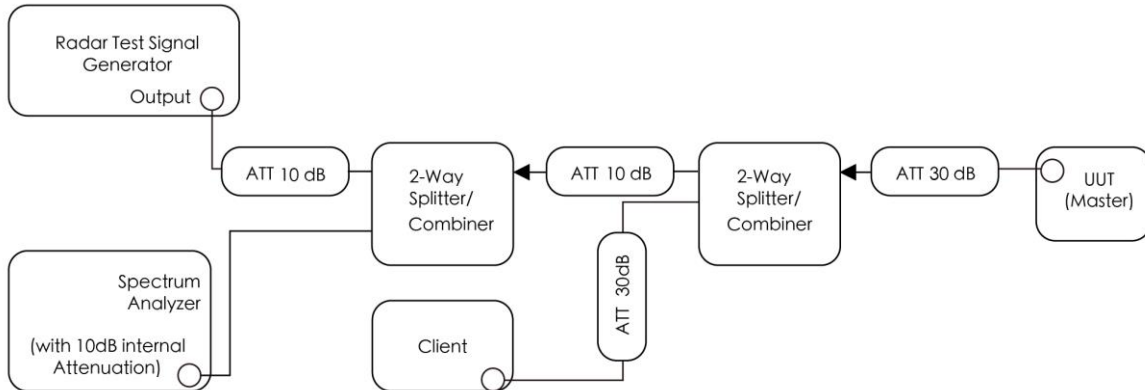 Radar Test Signal
Generator
Output
ATT 10 dB
2-Way
Splitter/
Combiner
ATT 10 dB
2-Way
Splitter/
Combiner
ATT 30 dB
UUT
(Master)
Spectrum
Analyzer
(with 10dB internal
Attenuation)
Client
ATT 30dB